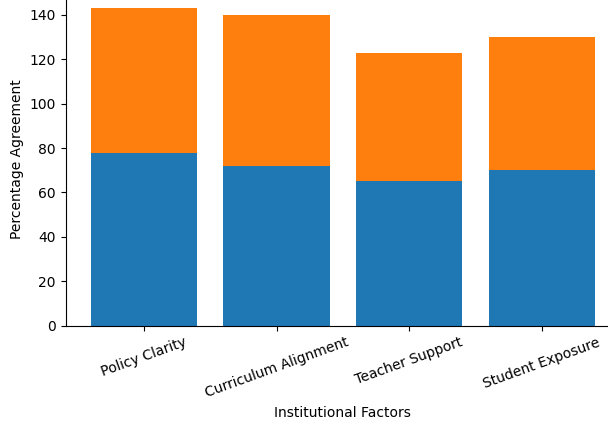 140
120
100
80
60
40
20
0
Percentage Agreement
Policy Clarity
Curriculum Alignment
Teacher Support
Student Exposure
Institutional Factors